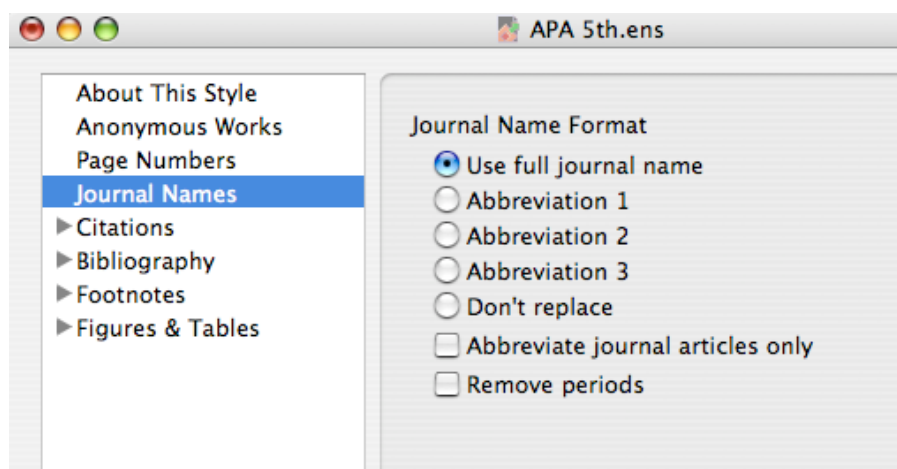 APA 5th.ens
About This Style
Anonymous Works
Page Numbers
Journal Names
Citations
Bibliography
Footnotes
Figures & Tables
Journal Name Format
Use full journal name
Abbreviation 1
Abbreviation 2
Abbreviation 3
Don't replace
Abbreviate journal articles only
Remove periods